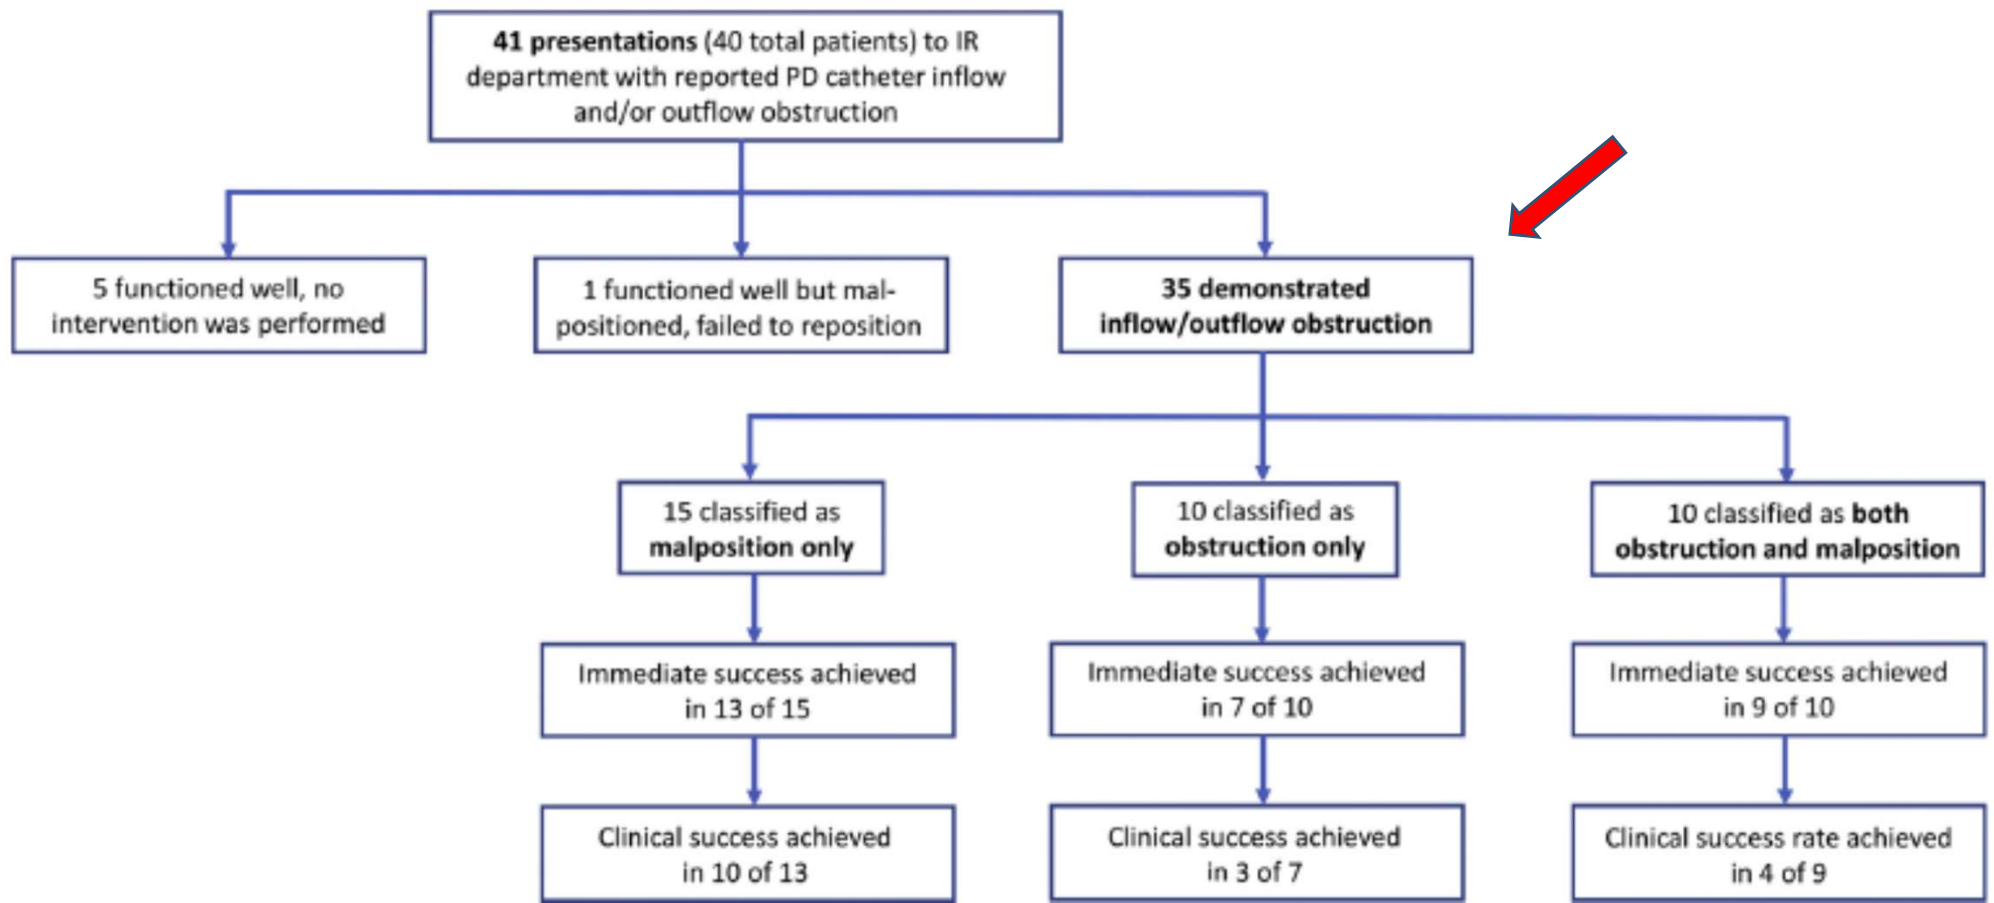 41 presentations (40 total patients) to IR
department with reported PD catheter inflow
and/or outflow obstruction
5 functioned well, no
intervention was performed
1 functioned well but mal-
positioned, failed to reposition
35 demonstrated
inflow/outflow obstruction
15 classified as
malposition only
10 classified as
obstruction only
10 classified as both
obstruction and malposition
Immediate success achieved
in 13 of 15
Immediate success achieved
in 7 of 10
Immediate success achieved
in 9 of 10
Clinical success achieved
in 10 of 13
Clinical success achieved
in 3 of 7
Clinical success rate achieved
in 4 of 9